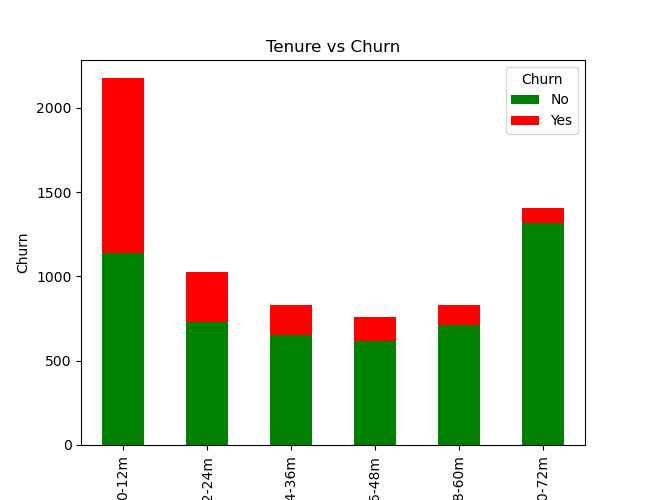 Tenure vs Churn
Churn
No
Yes
2000
1500
1000
500
0
Churn
0-12m
2-24m
4-36m
6-48m
8-60m
0-72m